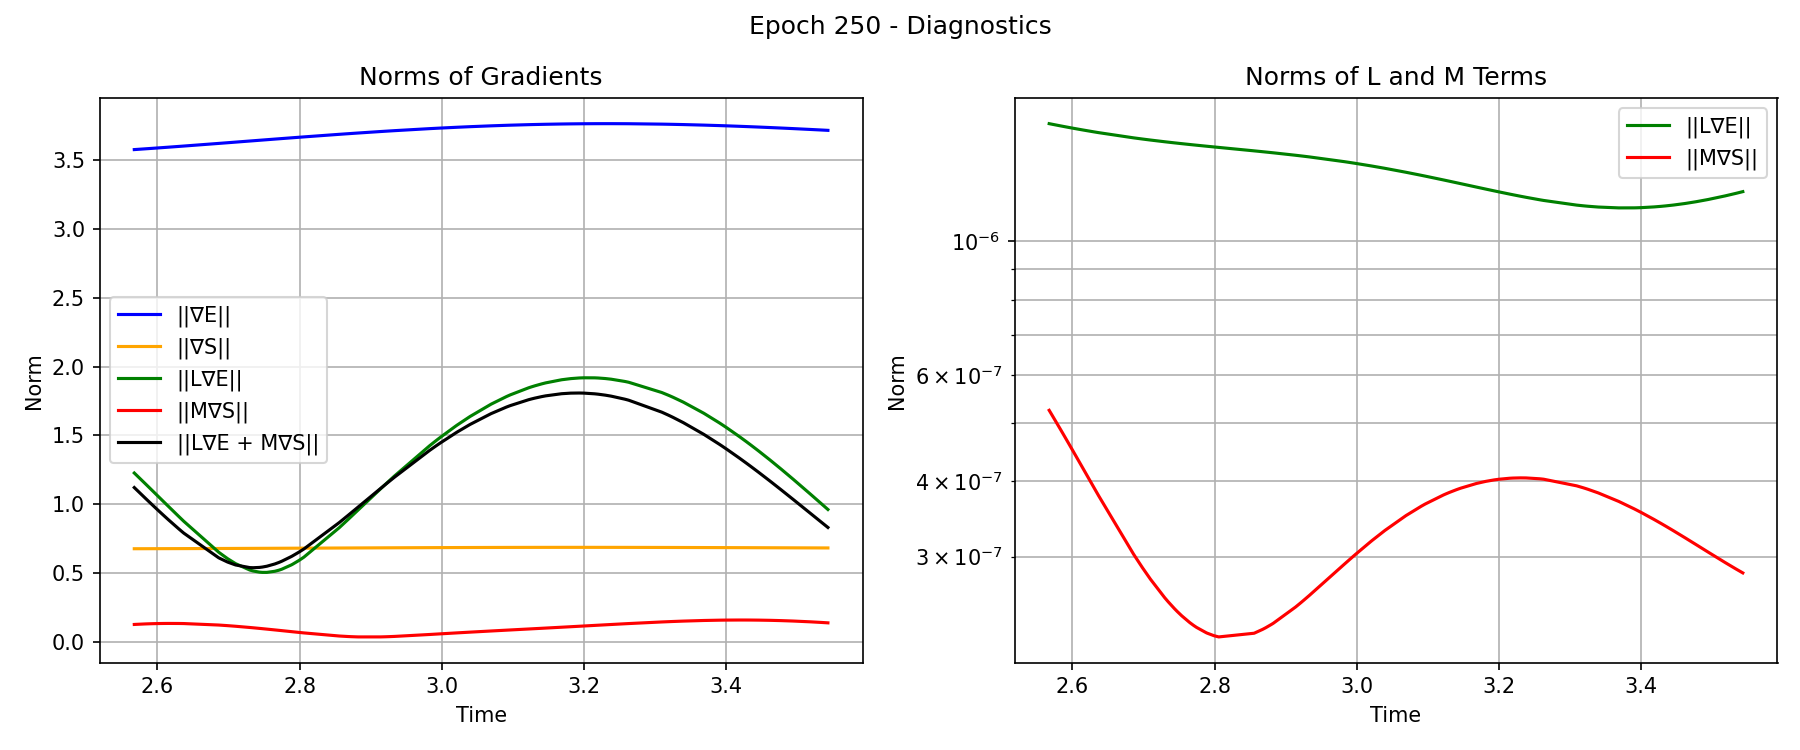 Epoch 250 - Diagnostics
Norms of Gradients
Norm
3.5
3.0
2.5
2.0
1.5
1.0
0.5
0.0
||∇E||
||∇S||
||L∇E||
||M∇S||
||L∇E + M∇S||
2.6 2.8 3.0 3.2 3.4
Time
Norms of L and M Terms
Norm
10⁻⁶
6×10⁻⁷
4×10⁻⁷
3×10⁻⁷
||L∇E||
||M∇S||
2.6 2.8 3.0 3.2 3.4
Time